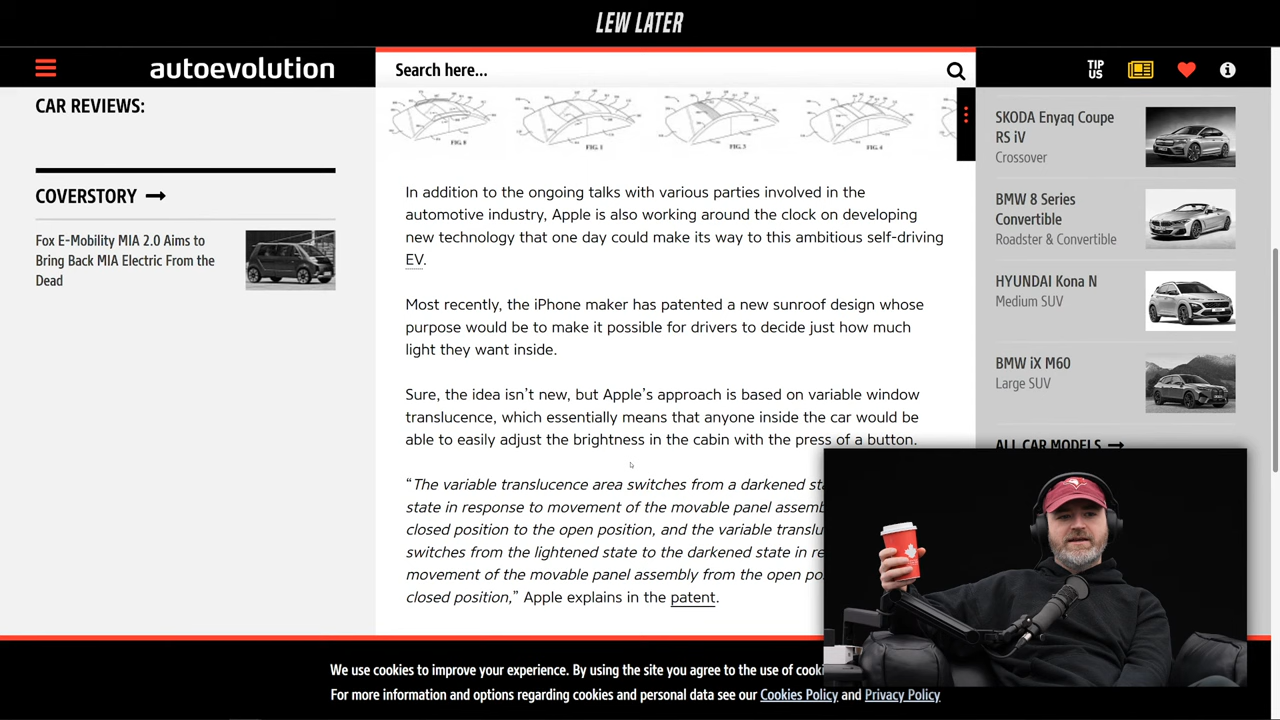 LEW LATER
autoevolution
Search here...
TIP
US
CAR REVIEWS:
COVERSTORY →
Fox E-Mobility MIA 2.0 Aims to
Bring Back MIA Electric From the
Dead
FIG. 1
FIG. 3
FIG. 4
In addition to the ongoing talks with various parties involved in the
automotive industry, Apple is also working around the clock on developing
new technology that one day could make its way to this ambitious self-driving
EV.
Most recently, the iPhone maker has patented a new sunroof design whose
purpose would be to make it possible for drivers to decide just how much
light they want inside.
Sure, the idea isn’t new, but Apple’s approach is based on variable window
translucence, which essentially means that anyone inside the car would be
able to easily adjust the brightness in the cabin with the press of a button.
“The variable translucence area switches from a darkened
state in response to movement of the movable panel
closed position to the open position, and the variable
switches from the lightened state to the darkened state in
movement of the movable panel assembly from the open
closed position,” Apple explains in the patent.
SKODA Enyaq Coupe
RS iV
Crossover
BMW 8 Series
Convertible
Roadster & Convertible
HYUNDAI Kona N
Medium SUV
BMW iX M60
Large SUV
ALL CAR MODELS →
We use cookies to improve your experience. By using the site you agree to the use of
For more information and options regarding cookies and personal data see our Cookies Policy and Privacy Policy